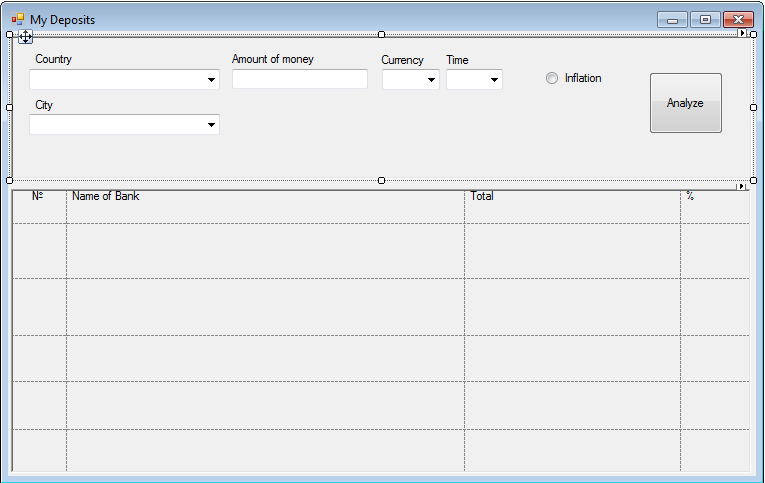 My Deposits
Country
Amount of money
Currency
Time
Inflation
Analyze
City
№
Name of Bank
Total
%